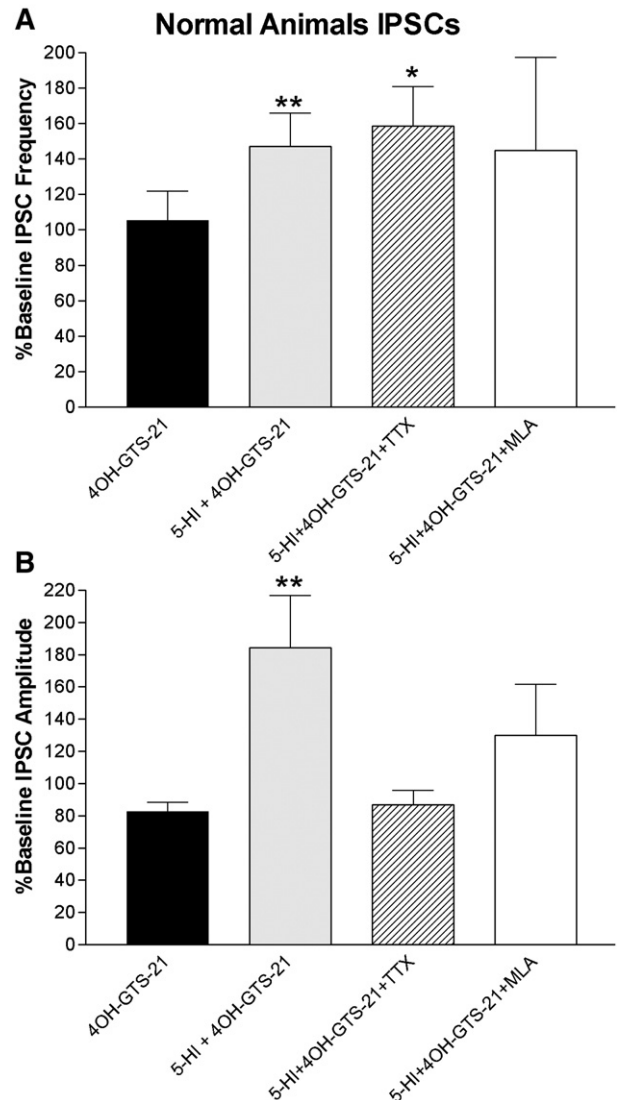 A
Normal Animals IPSCs
%Baseline IPSC Frequency
200
180
160
140
120
100
80
60
40
20
0
**
*
4OH-GTS-21
5-HI + 4OH-GTS-21
5-HI+4OH-GTS-21+TTX
5-HI+4OH-GTS-21+MLA
B
%Baseline IPSC Amplitude
220
200
180
160
140
120
100
80
60
40
20
0
**
4OH-GTS-21
5-HI + 4OH-GTS-21
5-HI+4OH-GTS-21+TTX
5-HI+4OH-GTS-21+MLA